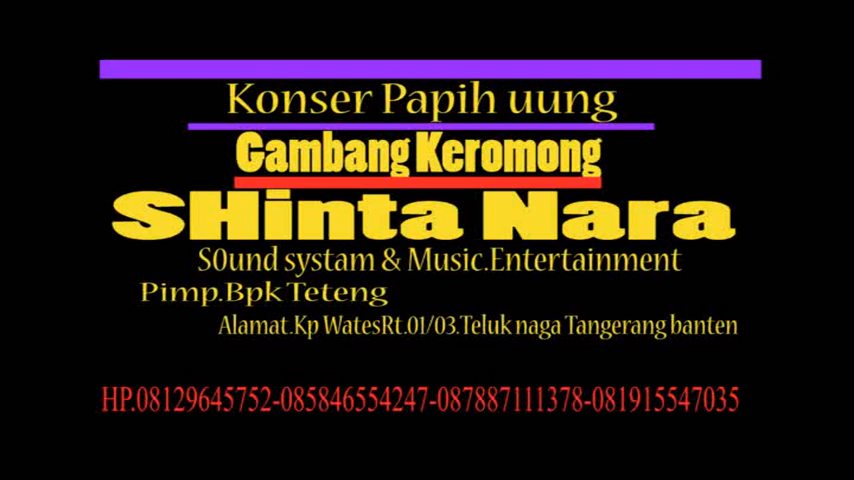 Konser Papih uung
Gambang Keromong
SHinta Nara
S0und systam & Music.Entertainment
Pimp.Bpk Teteng
Alamat.Kp WatesRt.01/03.Teluk naga Tangerang banten
HP.08129645752-085846554247-087887111378-081915547035